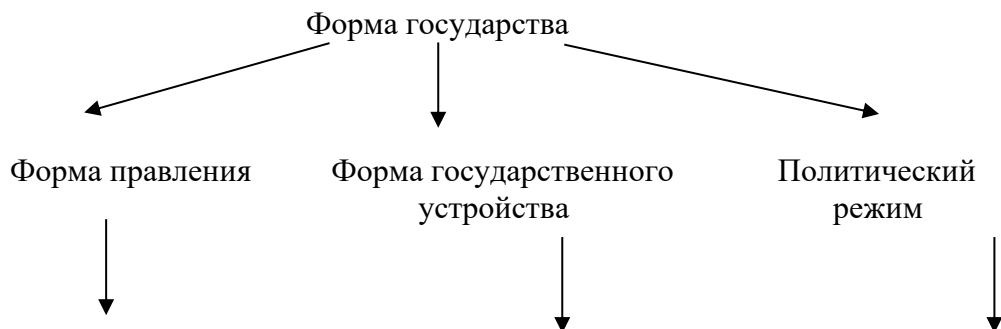 Форма государства
Форма правления
Форма государственного
устройства
Политический
режим